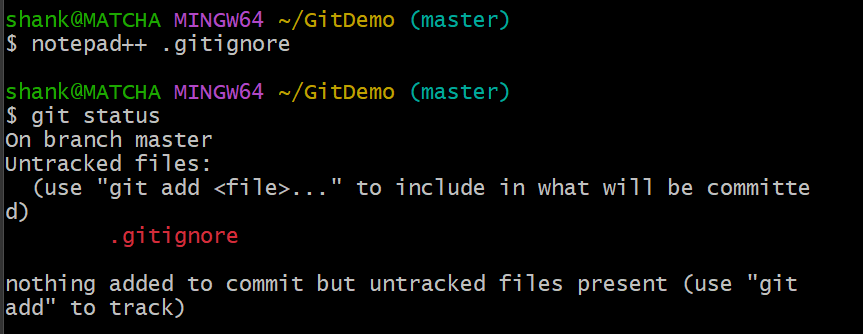 shank@MATCHA MINGW64 ~/GitDemo (master)
$ notepad++ .gitignore
shank@MATCHA MINGW64 ~/GitDemo (master)
$ git status
On branch master
Untracked files:
  (use "git add <file>..." to include in what will be committe
d)
        .gitignore
nothing added to commit but untracked files present (use "git
add" to track)